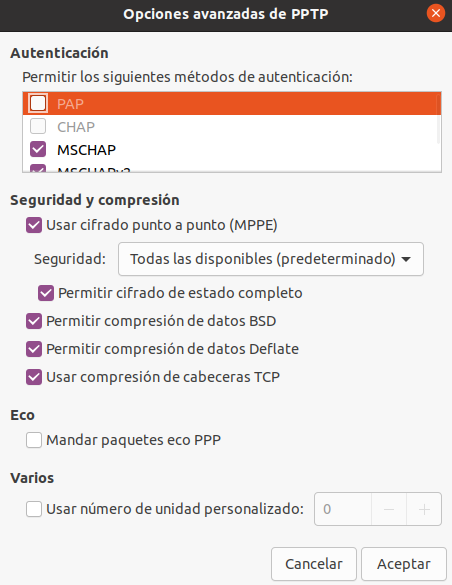 Opciones avanzadas de PPTP
Autenticación
Permitir los siguientes métodos de autenticación:
PAP
CHAP
MSCHAP
MSCHAPv2
Seguridad y compresión
Usar cifrado punto a punto (MPPE)
Seguridad: Todas las disponibles (predeterminado)
Permitir cifrado de estado completo
Permitir compresión de datos BSD
Permitir compresión de datos Deflate
Usar compresión de cabeceras TCP
Eco
Mandar paquetes eco PPP
Varios
Usar número de unidad personalizado: 0
Cancelar Aceptar